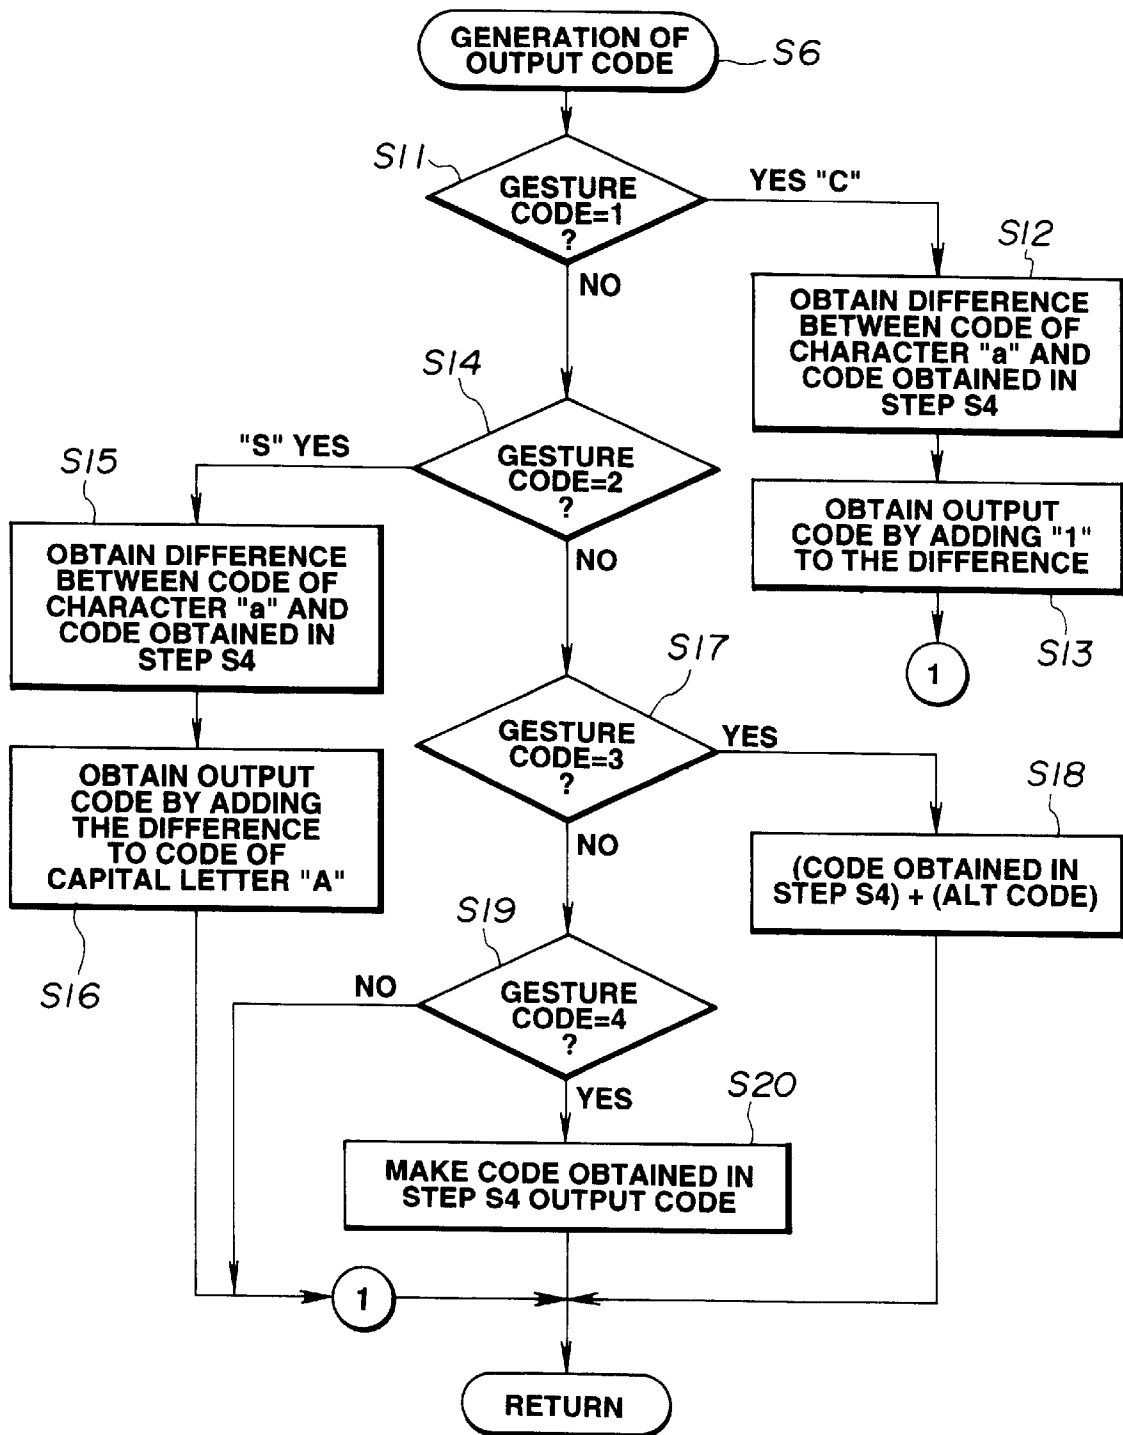 GENERATION OF
OUTPUT CODE
S6
S11
GESTURE
CODE=1
?
YES "C"
NO
S12
OBTAIN DIFFERENCE
BETWEEN CODE OF
CHARACTER "a" AND
CODE OBTAINED IN
STEP S4
OBTAIN OUTPUT
CODE BY ADDING "1"
TO THE DIFFERENCE
S13
1
S14
GESTURE
CODE=2
?
"S" YES
NO
S15
OBTAIN DIFFERENCE
BETWEEN CODE OF
CHARACTER "a" AND
CODE OBTAINED IN
STEP S4
OBTAIN OUTPUT
CODE BY ADDING
THE DIFFERENCE
TO CODE OF
CAPITAL LETTER "A"
S16
S17
GESTURE
CODE=3
?
YES
NO
S18
(CODE OBTAINED IN
STEP S4) + (ALT CODE)
S19
GESTURE
CODE=4
?
NO
YES
S20
MAKE CODE OBTAINED IN
STEP S4 OUTPUT CODE
1
RETURN